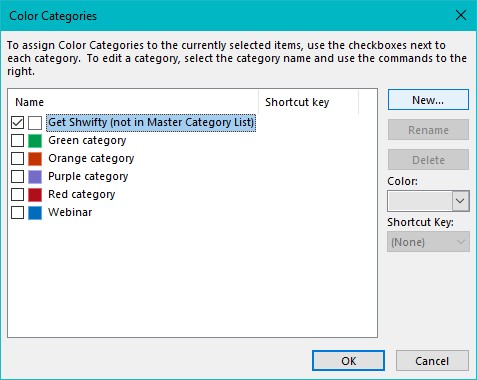 Color Categories
To assign Color Categories to the currently selected items, use the checkboxes next to
each category.  To edit a category, select the category name and use the commands to the
right.
Name Shortcut key
Get Shwifty (not in Master Category List)
Green category
Orange category
Purple category
Red category
Webinar
New...
Rename
Delete
Color:
Shortcut Key:
(None)
OK Cancel